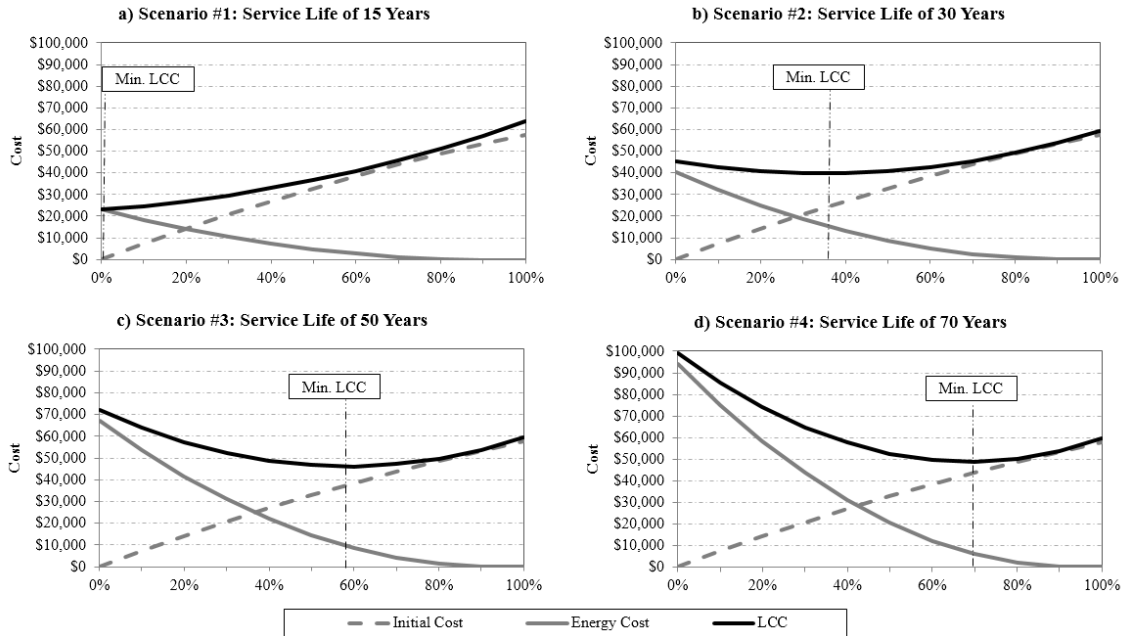 a) Scenario #1: Service Life of 15 Years
$100,000
$90,000
$80,000
$70,000
$60,000
$50,000
$40,000
$30,000
$20,000
$10,000
$0
Cost
Min. LCC
0% 20% 40% 60% 80% 100%
b) Scenario #2: Service Life of 30 Years
$100,000
$90,000
$80,000
$70,000
$60,000
$50,000
$40,000
$30,000
$20,000
$10,000
$0
Cost
Min. LCC
0% 20% 40% 60% 80% 100%
c) Scenario #3: Service Life of 50 Years
$100,000
$90,000
$80,000
$70,000
$60,000
$50,000
$40,000
$30,000
$20,000
$10,000
$0
Cost
Min. LCC
0% 20% 40% 60% 80% 100%
d) Scenario #4: Service Life of 70 Years
$100,000
$90,000
$80,000
$70,000
$60,000
$50,000
$40,000
$30,000
$20,000
$10,000
$0
Cost
Min. LCC
0% 20% 40% 60% 80% 100%
Initial Cost Energy Cost LCC